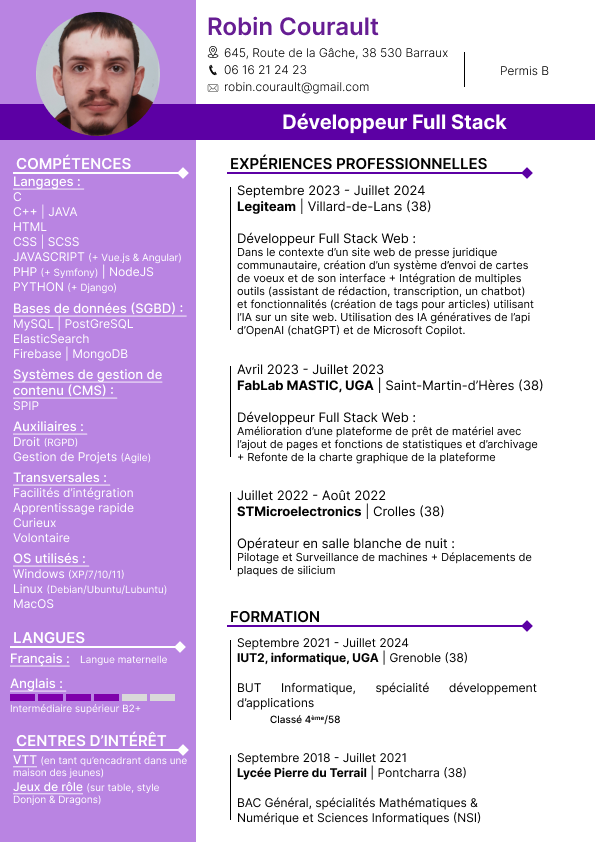 Robin Courault
645, Route de la Gâche, 38 530 Barraux
06 16 21 24 23
robin.courault@gmail.com
Permis B
Développeur Full Stack
COMPÉTENCES
Langages :
C
C++ | JAVA
HTML
CSS | SCSS
JAVASCRIPT (+ Vue.js & Angular)
PHP (+ Symfony) | NodeJS
PYTHON (+ Django)
Bases de données (SGBD) :
MySQL | PostGreSQL
ElasticSearch
Firebase | MongoDB
Systèmes de gestion de
contenu (CMS) :
SPIP
Auxiliaires :
Droit (RGPD)
Gestion de Projets (Agile)
Transversales :
Facilités d’intégration
Apprentissage rapide
Curieux
Volontaire
OS utilisés :
Windows (XP/7/10/11)
Linux (Debian/Ubuntu/Lubuntu)
MacOS
LANGUES
Français : Langue maternelle
Anglais :
Intermédiaire supérieur B2+
CENTRES D’INTÉRÊT
VTT (en tant qu’encadrant dans une
maison des jeunes)
Jeux de rôle (sur table, style
Donjon & Dragons)
EXPÉRIENCES PROFESSIONNELLES
Septembre 2023 - Juillet 2024
Legiteam | Villard-de-Lans (38)
Développeur Full Stack Web :
Dans le contexte d’un site web de presse juridique
communautaire, création d’un système d’envoi de cartes
de voeux et de son interface + Intégration de multiples
outils (assistant de rédaction, transcription, un chatbot)
et fonctionnalités (création de tags pour articles) utilisant
l’IA sur un site web. Utilisation des IA génératives de l’api
d’OpenAI (chatGPT) et de Microsoft Copilot.
Avril 2023 - Juillet 2023
FabLab MASTIC, UGA | Saint-Martin-d’Hères (38)
Développeur Full Stack Web :
Amélioration d’une plateforme de prêt de matériel avec
l’ajout de pages et fonctions de statistiques et d’archivage
+ Refonte de la charte graphique de la plateforme
Juillet 2022 - Août 2022
STMicroelectronics | Crolles (38)
Opérateur en salle blanche de nuit :
Pilotage et Surveillance de machines + Déplacements de
plaques de silicium
FORMATION
Septembre 2021 - Juillet 2024
IUT2, informatique, UGA | Grenoble (38)
BUT Informatique, spécialité développement
d’applications
Classé 4ᵉᵐᵉ/58
Septembre 2018 - Juillet 2021
Lycée Pierre du Terrail | Pontcharra (38)
BAC Général, spécialités Mathématiques &
Numérique et Sciences Informatiques (NSI)